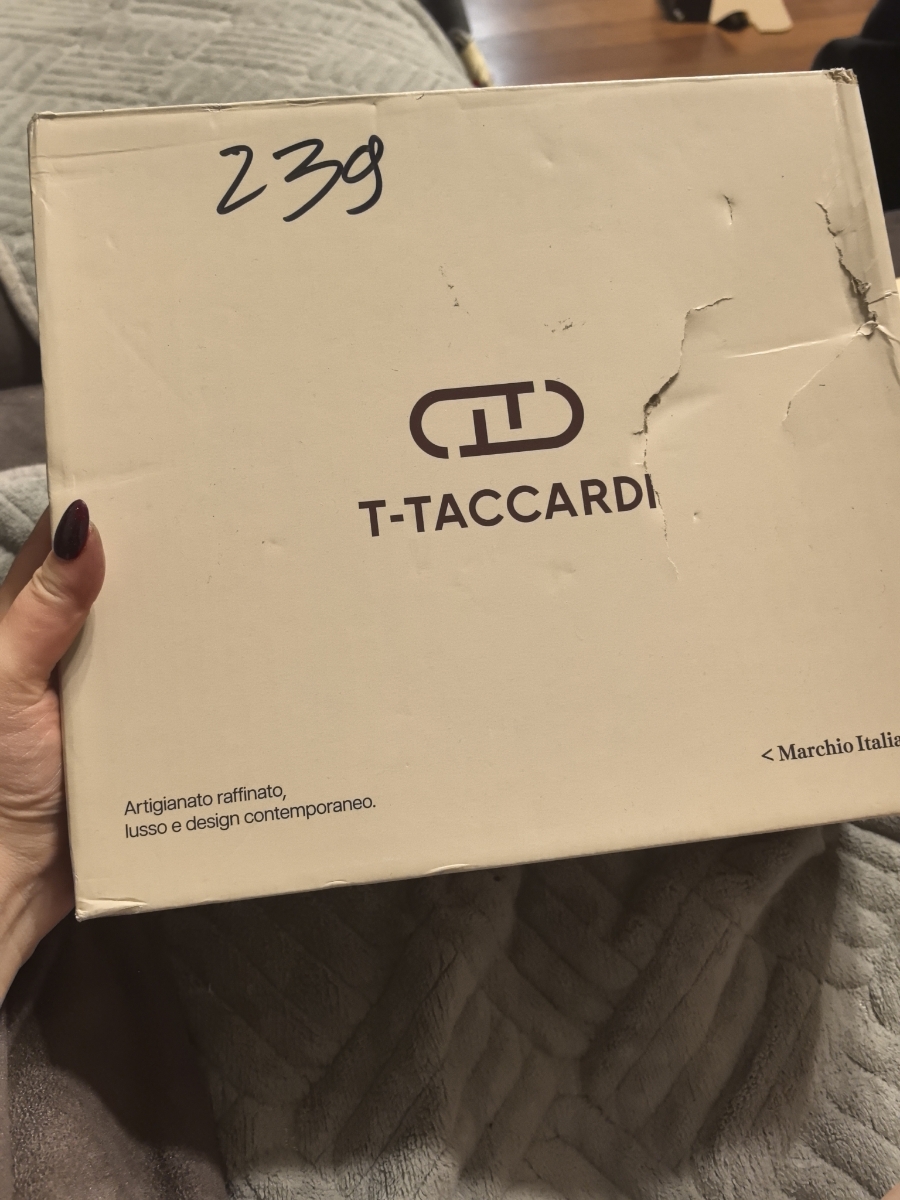 239
T-TACCARDI
< Marchio Italia
Artigianato raffinato,
lusso e design contemporaneo.